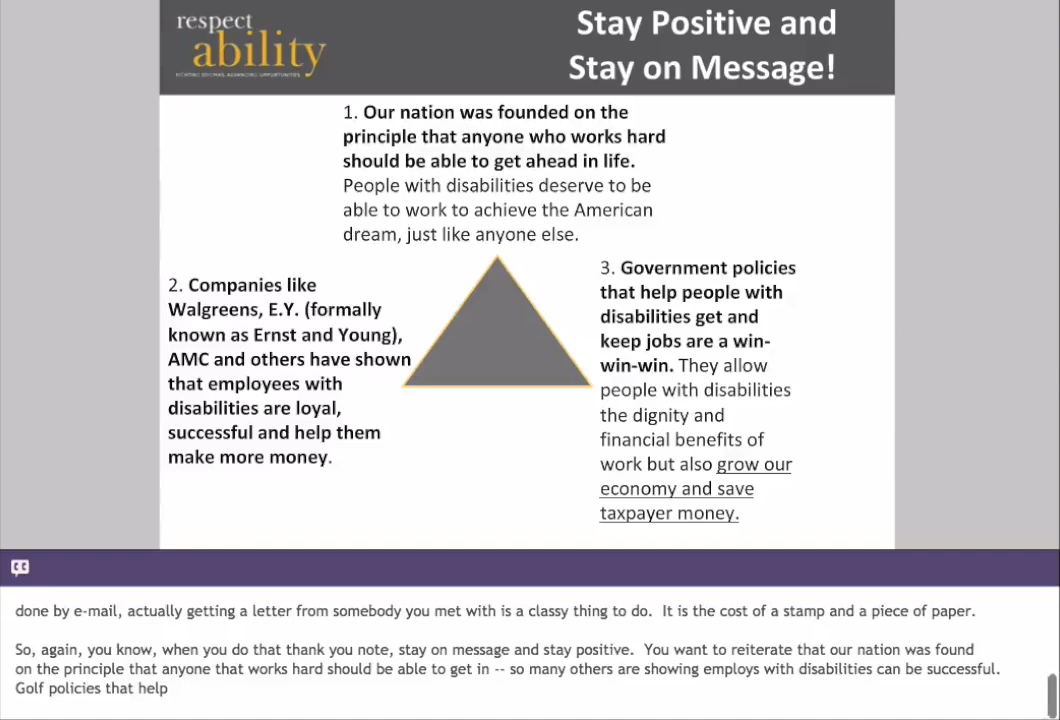 respect
ability
Stay Positive and
Stay on Message!
1. Our nation was founded on the
principle that anyone who works hard
should be able to get ahead in life.
People with disabilities deserve to be
able to work to achieve the American
dream, just like anyone else.
2. Companies like
Walgreens, E.Y. (formally
known as Ernst and Young),
AMC and others have shown
that employees with
disabilities are loyal,
successful and help them
make more money.
3. Government policies
that help people with
disabilities get and
keep jobs are a win-
win-win. They allow
people with disabilities
the dignity and
financial benefits of
work but also grow our
economy and save
taxpayer money.
CC
done by e-mail, actually getting a letter from somebody you met with is a classy thing to do.  It is the cost of a stamp and a piece of paper.
So, again, you know, when you do that thank you note, stay on message and stay positive.  You want to reiterate that our nation was found
on the principle that anyone that works hard should be able to get in -- so many others are showing employs with disabilities can be successful.
Golf policies that help